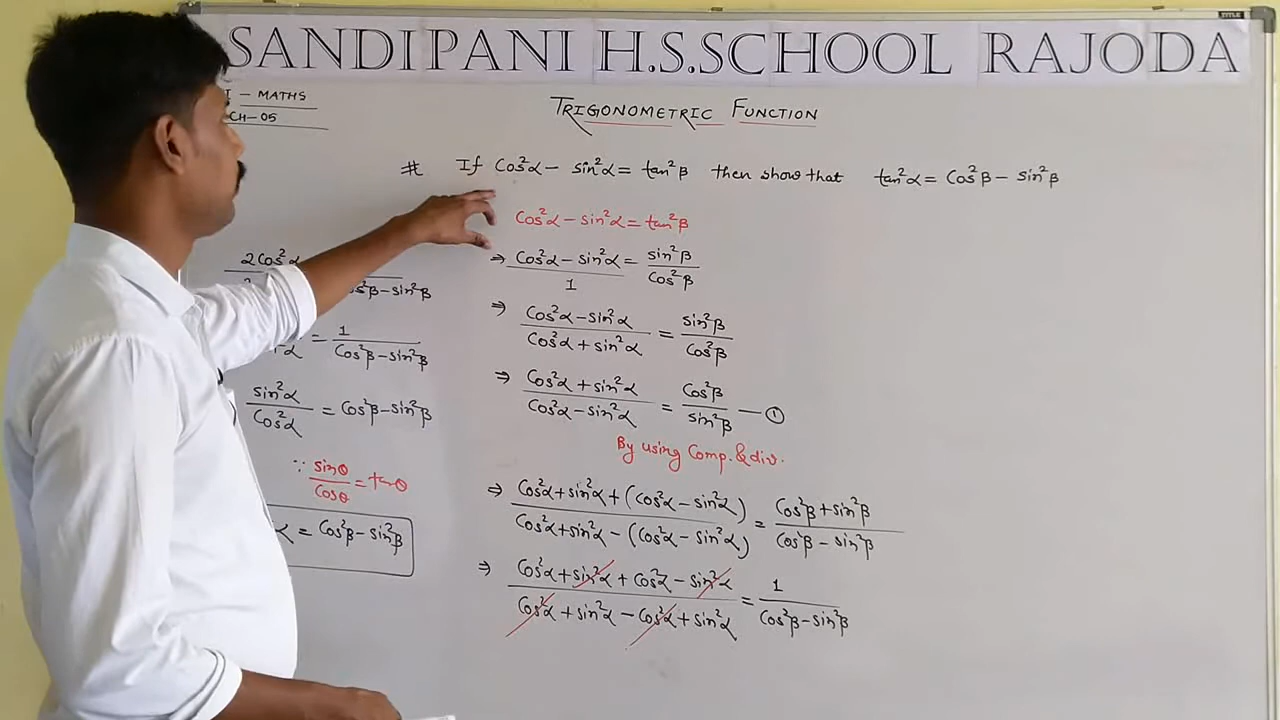 SANDIPANI H.S.SCHOOL RAJODA
I - MATHS
CH-05
TRIGONOMETRIC FUNCTION
# If Cos²α - sin²α = tan²β then show that tan²α = Cos²β - sin²β
Cos²α - sin²α = tan²β
⇒ (Cos²α - sin²α)/1 = sin²β/Cos²β
⇒ (Cos²α - sin²α)/(Cos²α + sin²α) = sin²β/Cos²β
⇒ (Cos²α + sin²α)/(Cos²α - sin²α) = Cos²β/sin²β — ①
By using Comp. & div.
⇒ (Cos²α + sin²α + (Cos²α - sin²α))/(Cos²α + sin²α - (Cos²α - sin²α)) = (Cos²β + sin²β)/(Cos²β - sin²β)
⇒ (Cos²α + sin²α + Cos²α - sin²α)/(Cos²α + sin²α - Cos²α + sin²α) = 1/(Cos²β - sin²β)
2Cos²α
Cos²β - sin²β
= 1/(Cos²β - sin²β)
sin²α/Cos²α = Cos²β - sin²β
∵ sinθ/Cosθ = tanθ
α = Cos²β - sin²β
TITLE